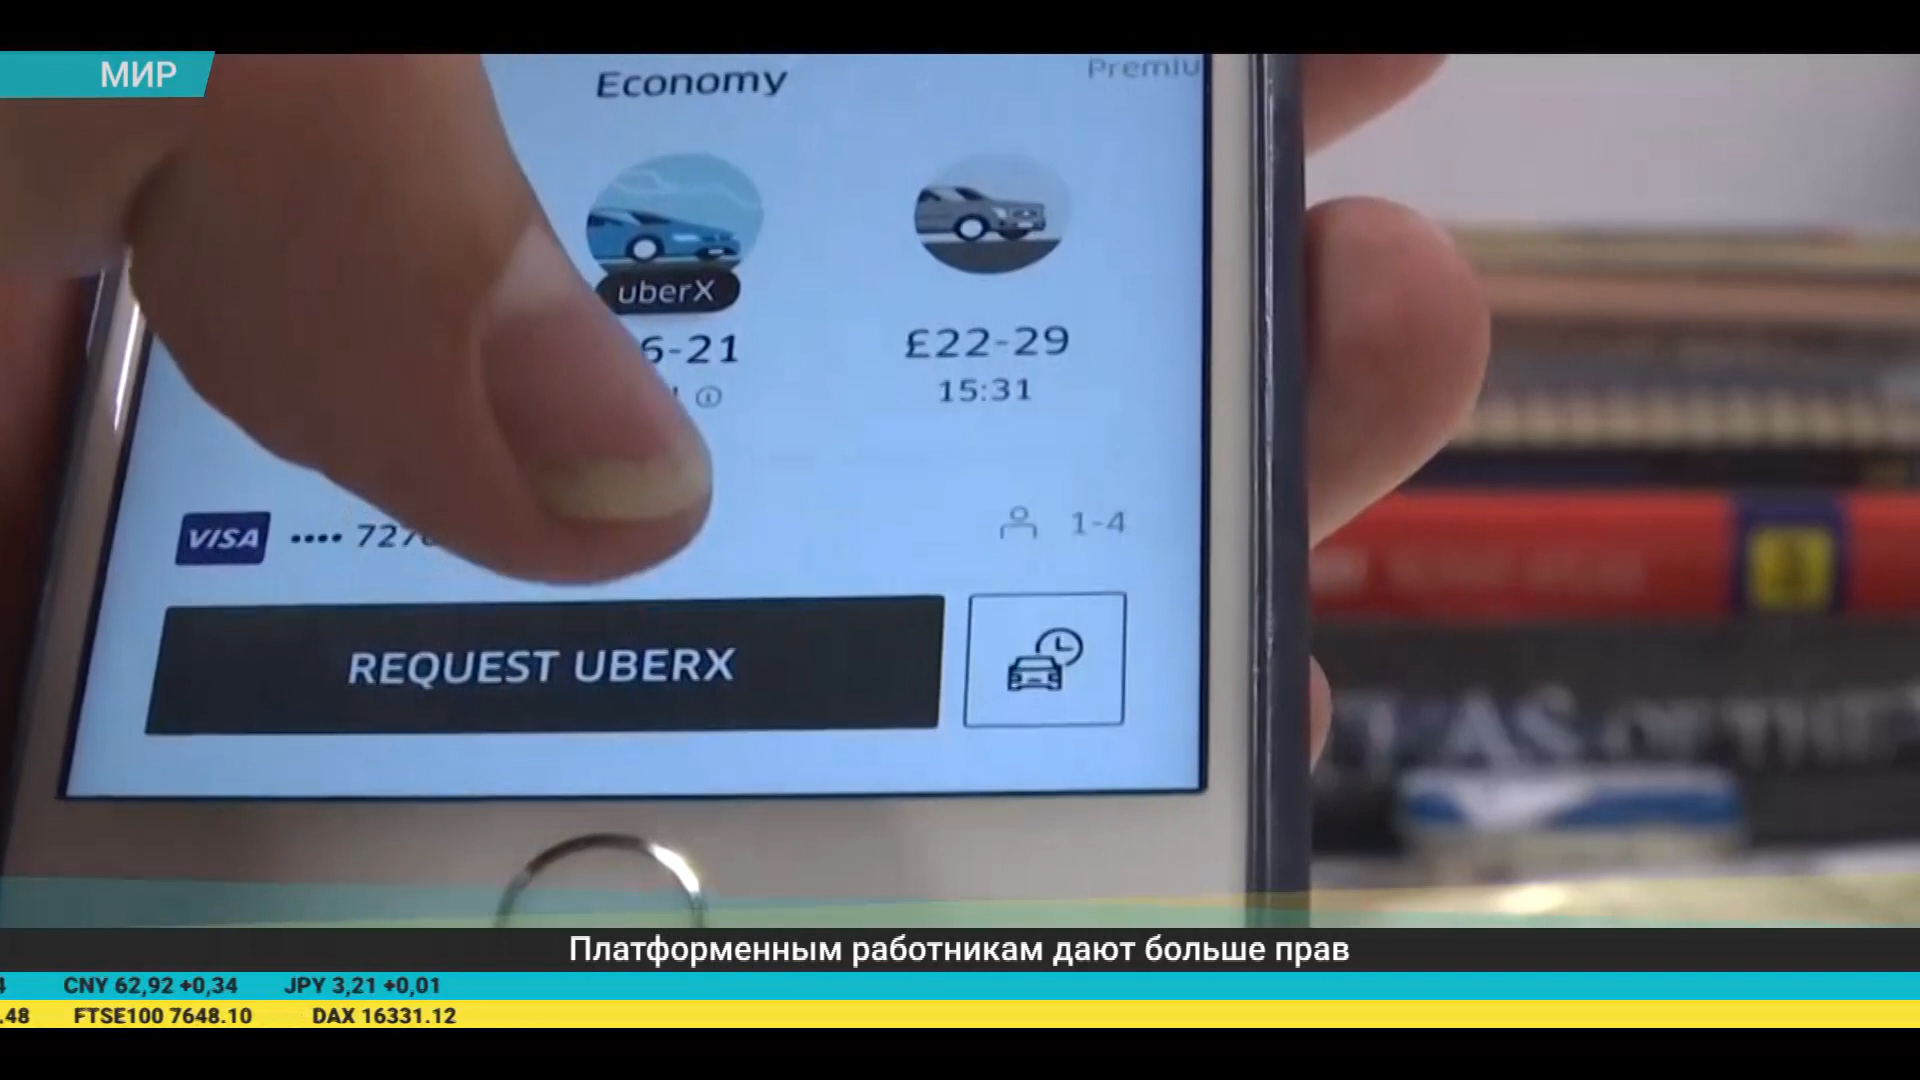 МИР
Economy
uberX
6-21
£22-29
15:31
VISA •••• 727
1-4
REQUEST UBERX
Платформенным работникам дают больше прав
CNY 62,92 +0,34 JPY 3,21 +0,01
.48 FTSE100 7648.10 DAX 16331.12